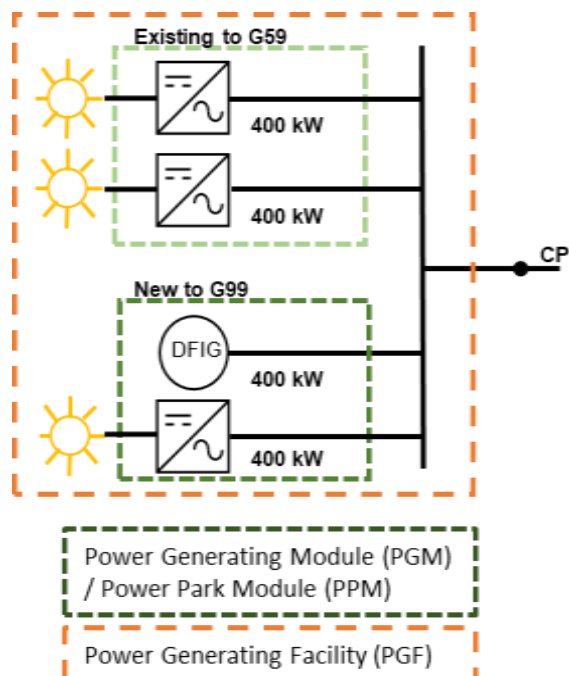 Existing to G59
400 kW
400 kW
CP
New to G99
DFIG
400 kW
400 kW
Power Generating Module (PGM)
/ Power Park Module (PPM)
Power Generating Facility (PGF)